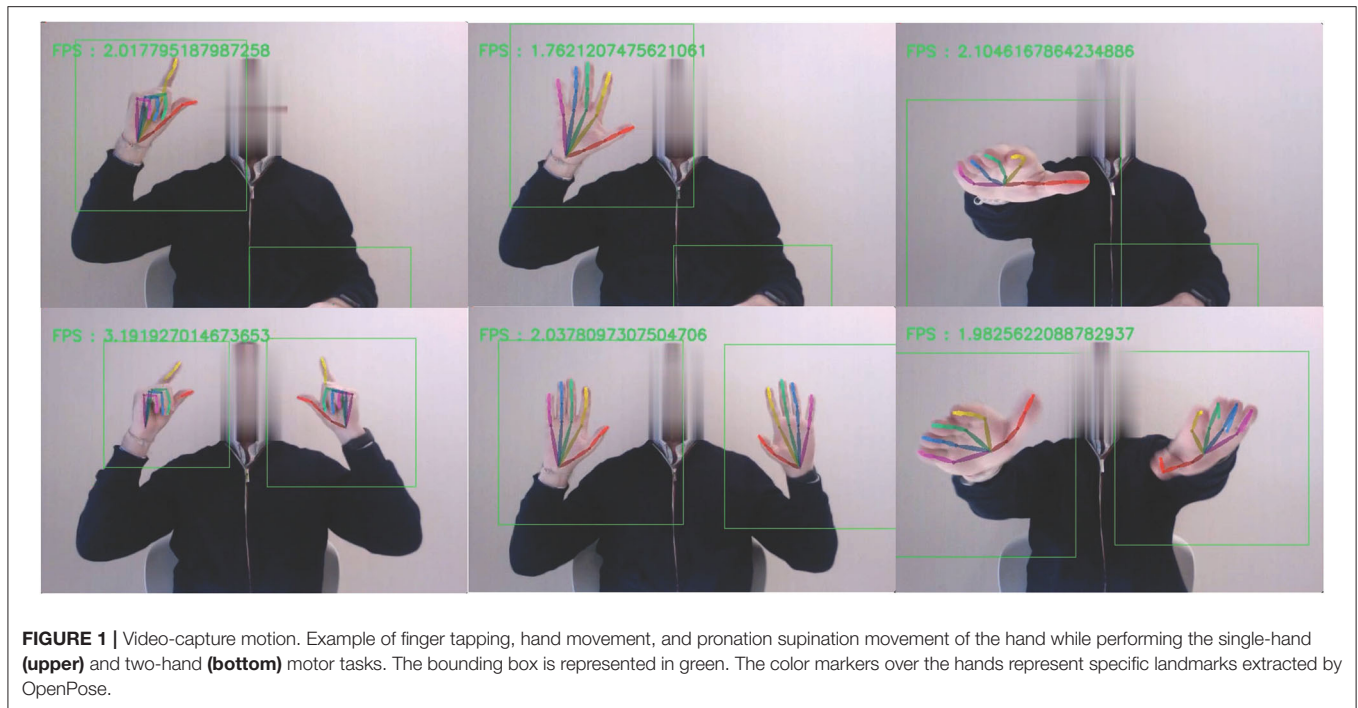 FPS : 2.017795187987258
FPS : 1.7621207475621061
FPS : 2.1046167864234886
FPS : 3.191927014673653
FPS : 2.0378097307504706
FPS : 1.9825622088782937
FIGURE 1 | Video-capture motion. Example of finger tapping, hand movement, and pronation supination movement of the hand while performing the single-hand
(upper) and two-hand (bottom) motor tasks. The bounding box is represented in green. The color markers over the hands represent specific landmarks extracted by
OpenPose.